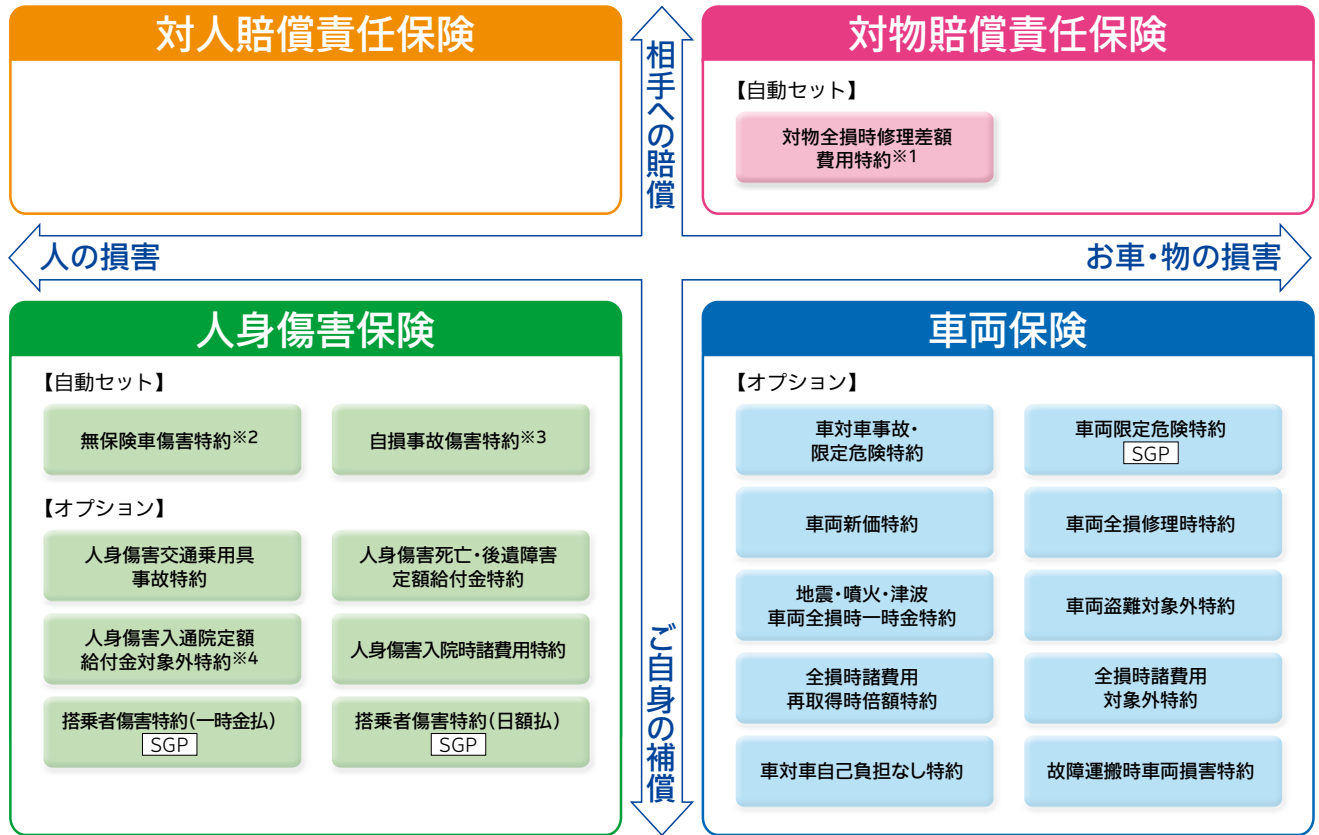 対人賠償責任保険
相手への賠償
対物賠償責任保険
【自動セット】
対物全損時修理差額
費用特約※1
人の損害
お車・物の損害
人身傷害保険
【自動セット】
無保険車傷害特約※2
自損事故傷害特約※3
【オプション】
人身傷害交通乗用具
事故特約
人身傷害死亡・後遺障害
定額給付金特約
人身傷害入通院定額
給付金対象外特約※4
人身傷害入院時諸費用特約
搭乗者傷害特約(一時金払)
SGP
搭乗者傷害特約(日額払)
SGP
ご自身の補償
車両保険
【オプション】
車対車事故・
限定危険特約
車両限定危険特約
SGP
車両新価特約
車両全損修理時特約
地震・噴火・津波
車両全損時一時金特約
車両盗難対象外特約
全損時諸費用
再取得時倍額特約
全損時諸費用
対象外特約
車対車自己負担なし特約
故障運搬時車両損害特約